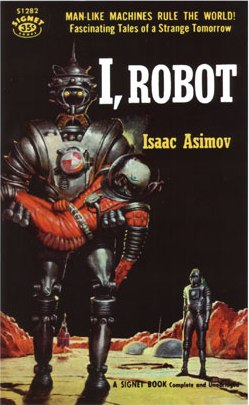 S1282
SIGNET
35¢
BOOKS
MAN-LIKE MACHINES RULE THE WORLD!
Fascinating Tales of a Strange Tomorrow
I, ROBOT
Isaac Asimov
A SIGNET BOOK Complete and Unabridged